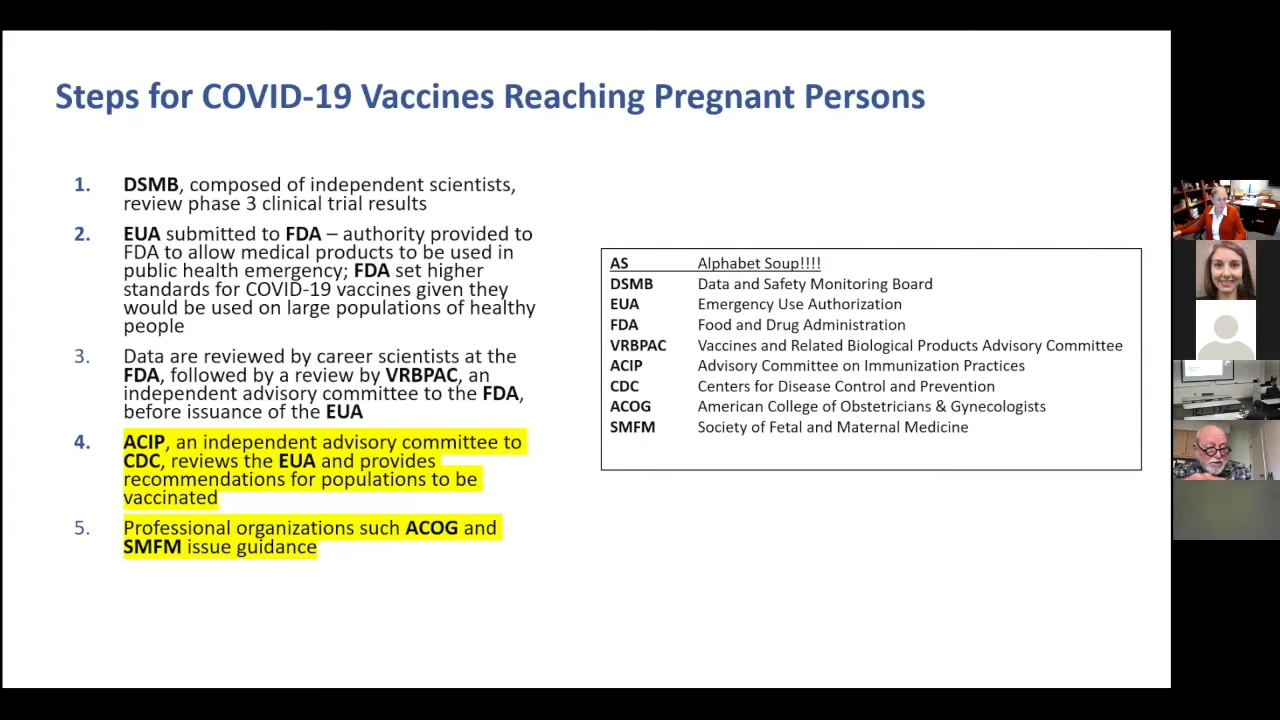 Steps for COVID-19 Vaccines Reaching Pregnant Persons
1. DSMB, composed of independent scientists,
review phase 3 clinical trial results
2. EUA submitted to FDA – authority provided to
FDA to allow medical products to be used in
public health emergency; FDA set higher
standards for COVID-19 vaccines given they
would be used on large populations of healthy
people
3. Data are reviewed by career scientists at the
FDA, followed by a review by VRBPAC, an
independent advisory committee to the FDA,
before issuance of the EUA
4. ACIP, an independent advisory committee to
CDC, reviews the EUA and provides
recommendations for populations to be
vaccinated
5. Professional organizations such ACOG and
SMFM issue guidance
AS Alphabet Soup!!!!
DSMB Data and Safety Monitoring Board
EUA Emergency Use Authorization
FDA Food and Drug Administration
VRBPAC Vaccines and Related Biological Products Advisory Committee
ACIP Advisory Committee on Immunization Practices
CDC Centers for Disease Control and Prevention
ACOG American College of Obstetricians & Gynecologists
SMFM Society of Fetal and Maternal Medicine